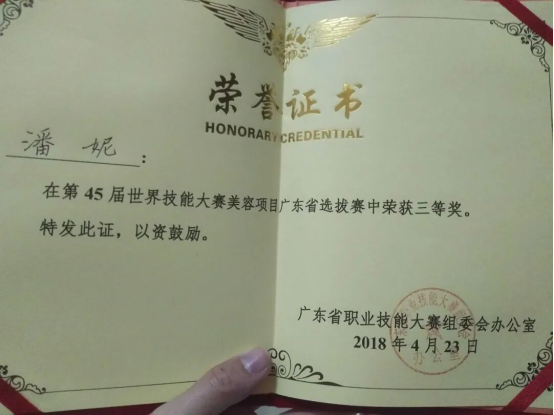 荣誉证书
HONORARY CREDENTIAL
潘妮：
在第45届世界技能大赛美容项目广东省选拔赛中荣获三等奖。
特发此证，以资鼓励。
广东省职业技能大赛组委会办公室
2018年4月23日
办公室